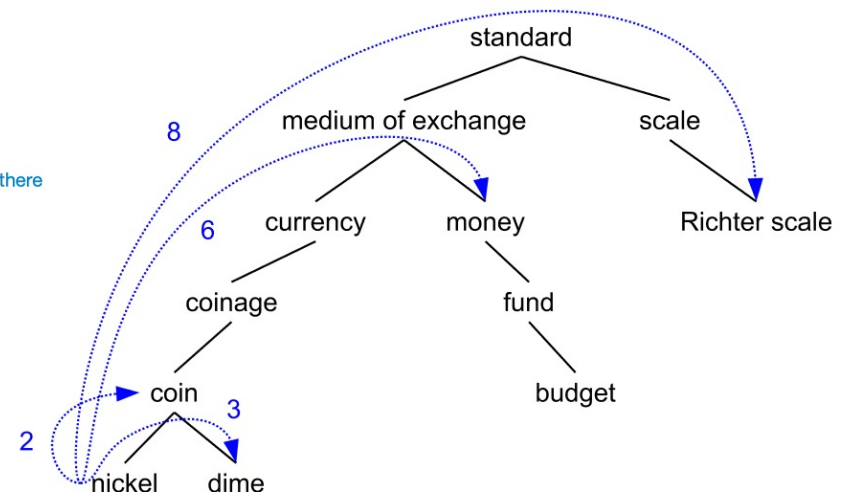 standard
8
medium of exchange
scale
there
6
currency
money
Richter scale
coinage
fund
coin
3
budget
2
nickel
dime